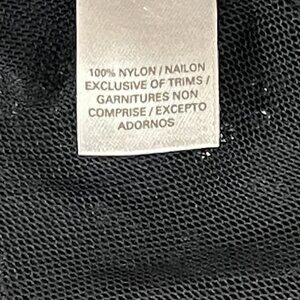 100% NYLON / NAILON
EXCLUSIVE OF TRIMS /
GARNITURES NON
COMPRISE / EXCEPTO
ADORNOS